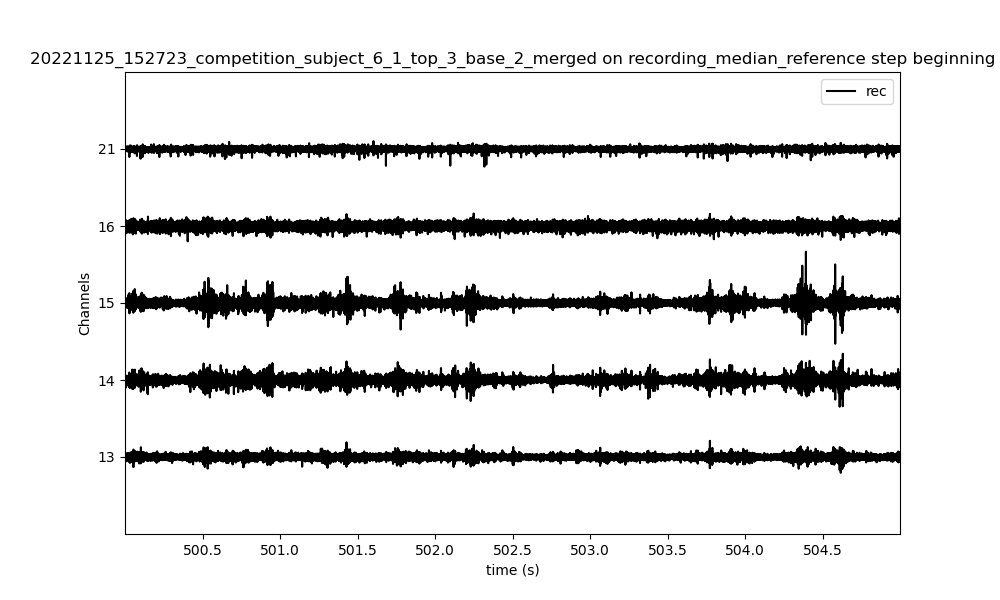 20221125_152723_competition_subject_6_1_top_3_base_2_merged on recording_median_reference step beginning
rec
21
16
15
14
13
Channels
500.5 501.0 501.5 502.0 502.5 503.0 503.5 504.0 504.5
time (s)